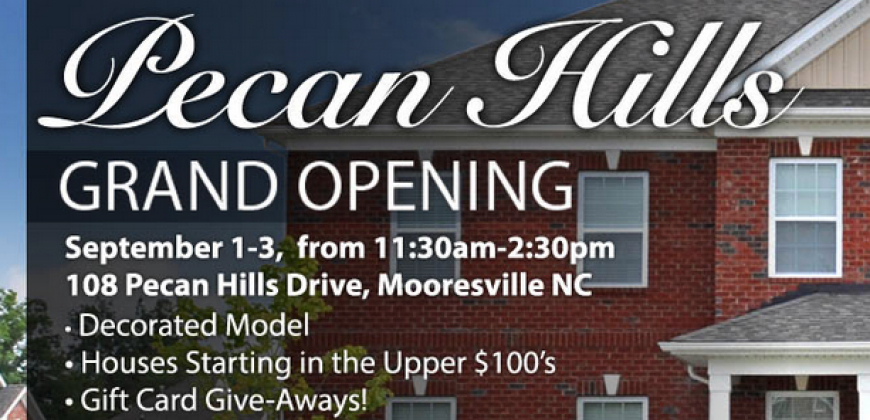 Pecan Hills
GRAND OPENING
September 1-3, from 11:30am-2:30pm
108 Pecan Hills Drive, Mooresville NC
• Decorated Model
• Houses Starting in the Upper $100's
• Gift Card Give-Aways!